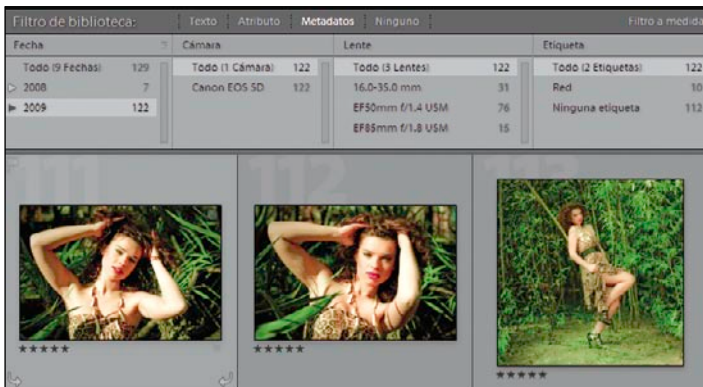 Filtro de biblioteca: Texto Atributo Metadatos Ninguno Filtro a medida
Fecha Cámara Lente Etiqueta
Todo (9 Fechas) 129 Todo (1 Cámara) 122 Todo (3 Lentes) 122 Todo (2 Etiquetas) 122
2008 7 Canon EOS 5D 122 16.0-35.0 mm 31 Red 10
2009 122 EF50mm f/1.4 USM 76 Ninguna etiqueta 112
EF85mm f/1.8 USM 15
111 112 113
★★★★★ ★★★★★
★★★★★